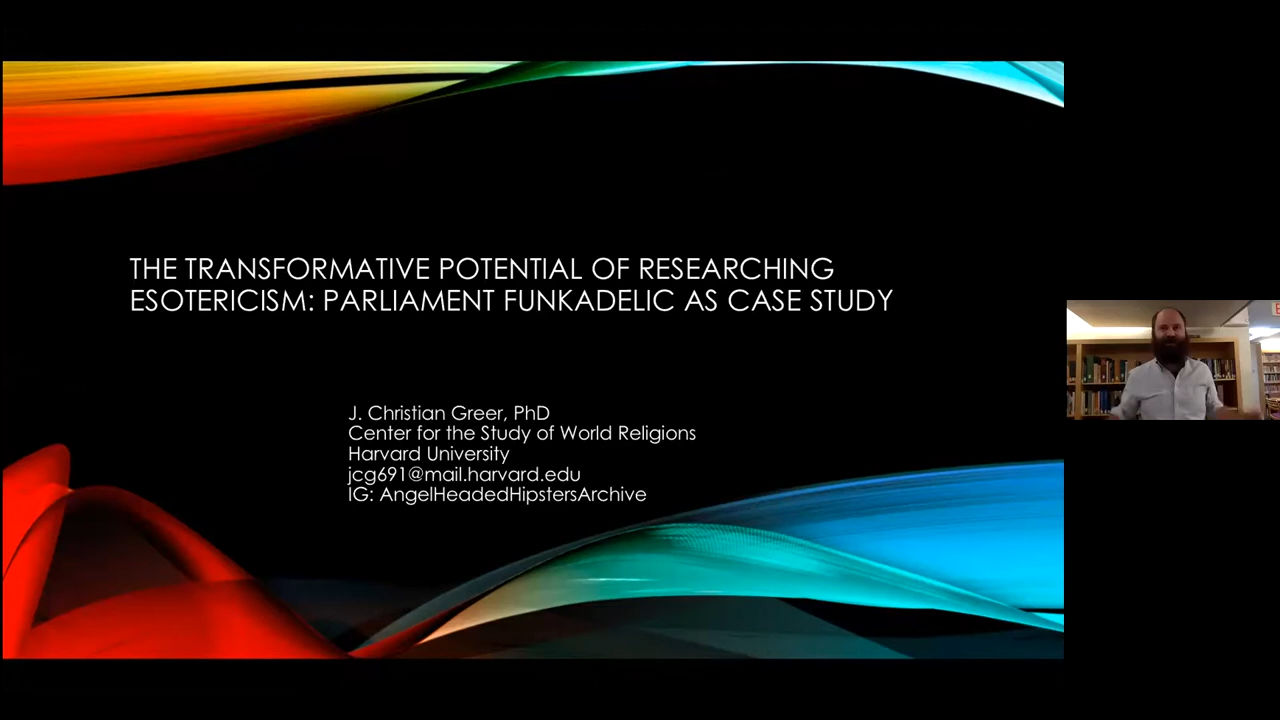 THE TRANSFORMATIVE POTENTIAL OF RESEARCHING
ESOTERICISM: PARLIAMENT FUNKADELIC AS CASE STUDY
J. Christian Greer, PhD
Center for the Study of World Religions
Harvard University
jcg691@mail.harvard.edu
IG: AngelHeadedHipstersArchive